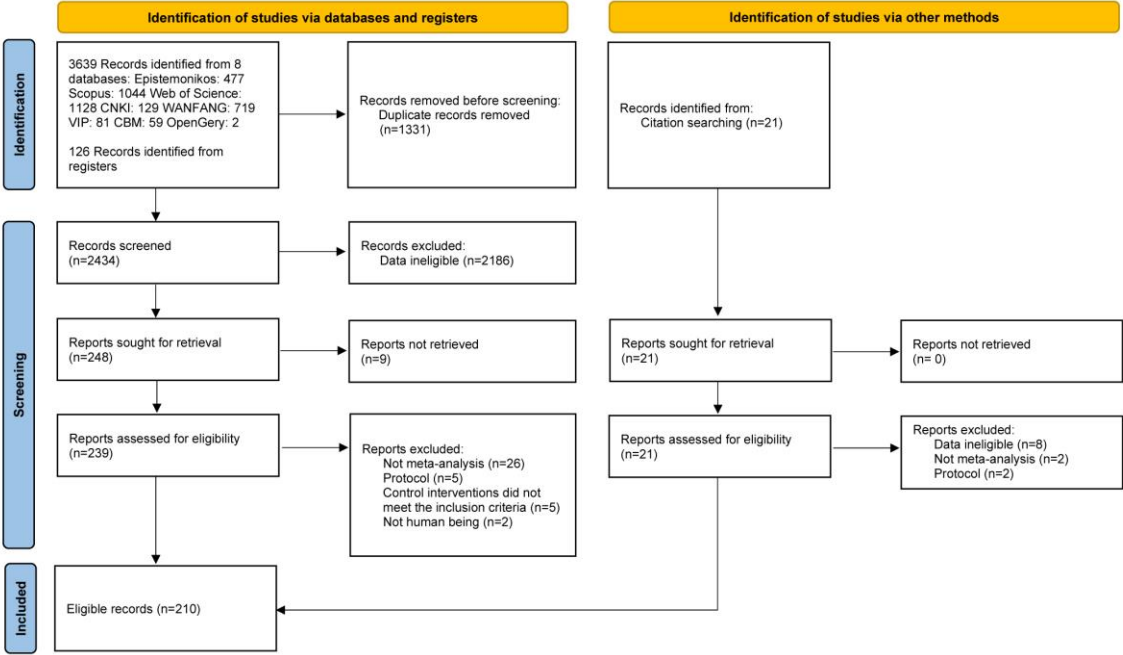 Identification of studies via databases and registers
Identification of studies via other methods
Identification
3639 Records identified from 8
databases: Epistemonikos: 477
Scopus: 1044 Web of Science:
1128 CNKI: 129 WANFANG: 719
VIP: 81 CBM: 59 OpenGery: 2
126 Records identified from
registers
Records removed before screening:
Duplicate records removed
(n=1331)
Records identified from:
Citation searching (n=21)
Screening
Records screened
(n=2434)
Records excluded:
Data ineligible (n=2186)
Reports sought for retrieval
(n=248)
Reports not retrieved
(n=9)
Reports sought for retrieval
(n=21)
Reports not retrieved
(n= 0)
Reports assessed for eligibility
(n=239)
Reports excluded:
Not meta-analysis (n=26)
Protocol (n=5)
Control interventions did not
meet the inclusion criteria (n=5)
Not human being (n=2)
Reports assessed for eligibility
(n=21)
Reports excluded:
Data ineligible (n=8)
Not meta-analysis (n=2)
Protocol (n=2)
Included
Eligible records (n=210)